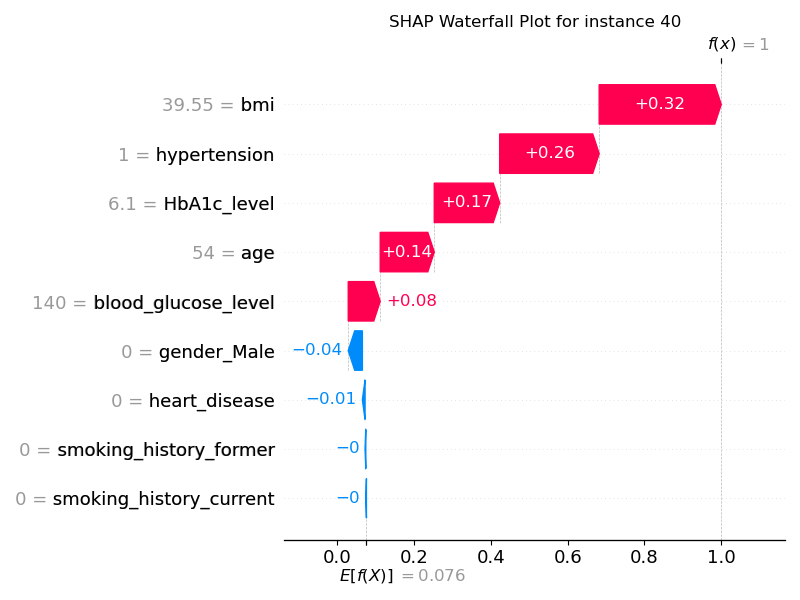 SHAP Waterfall Plot for instance 40
f(x) = 1
39.55 = bmi +0.32
1 = hypertension +0.26
6.1 = HbA1c_level +0.17
54 = age +0.14
140 = blood_glucose_level +0.08
0 = gender_Male −0.04
0 = heart_disease −0.01
0 = smoking_history_former −0
0 = smoking_history_current −0
0.0 0.2 0.4 0.6 0.8 1.0
E[f(X)] = 0.076